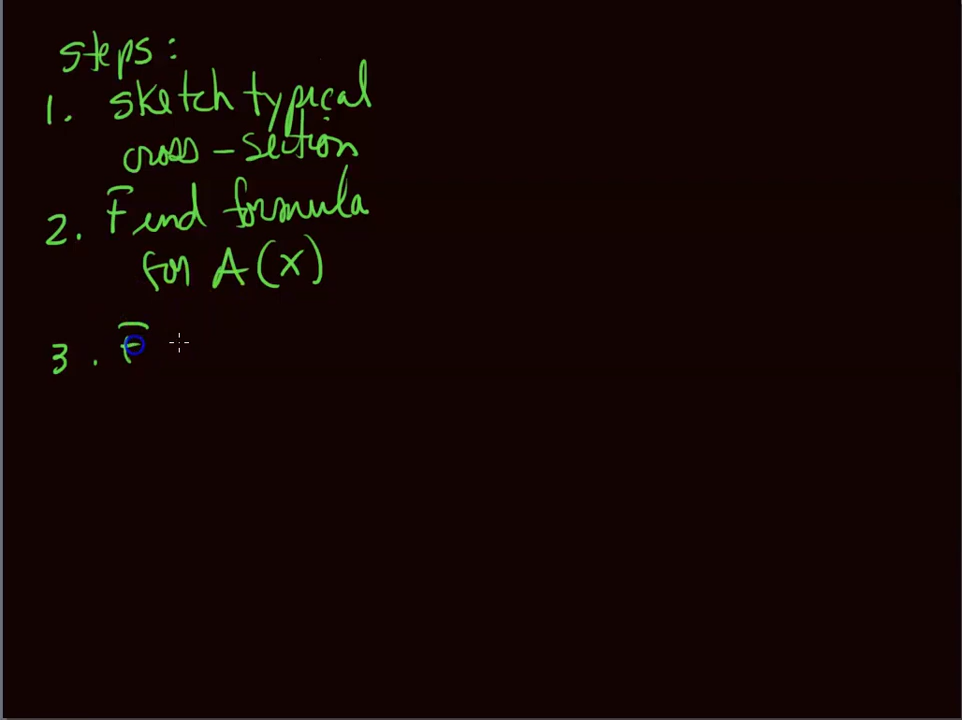 steps:
1. sketch typical
cross-section
2. Find formula
for A(x)
3. F